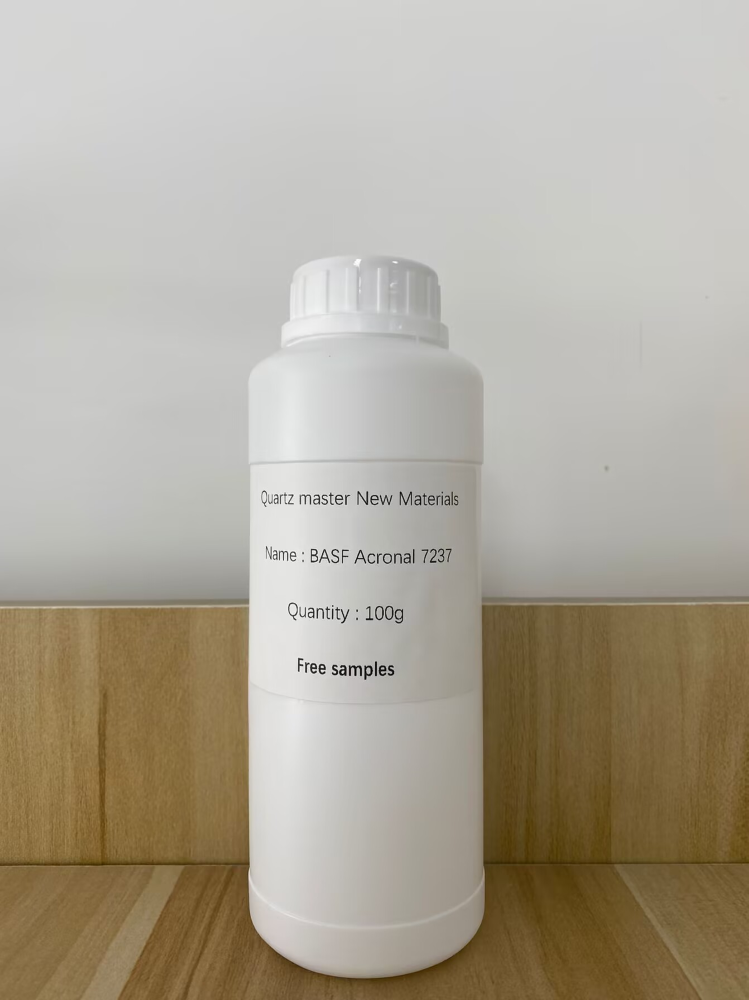 Quartz master New Materials
Name : BASF Acronal 7237
Quantity : 100g
Free samples